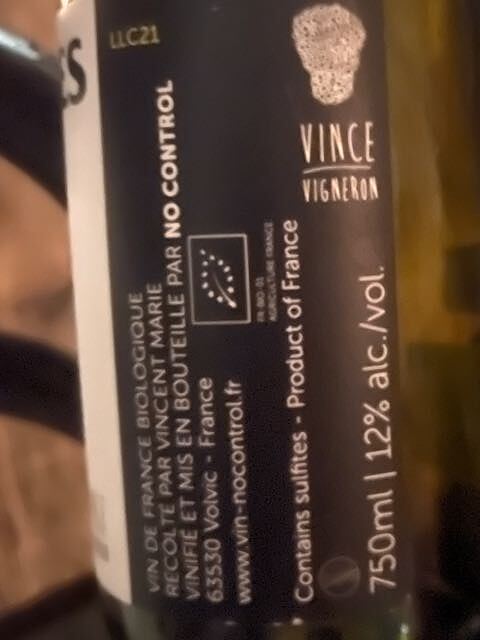 ES
LLC21
VIN DE FRANCE BIOLOGIQUE
RÉCOLTÉ PAR VINCENT MARIE
VINIFIÉ ET MIS EN BOUTEILLE PAR NO CONTROL
63530 Volvic - France
www.vin-nocontrol.fr
FR-BIO-01
AGRICULTURE FRANCE
Contains sulfites - Product of France
750ml | 12% alc./vol.
VINCE
VIGNERON